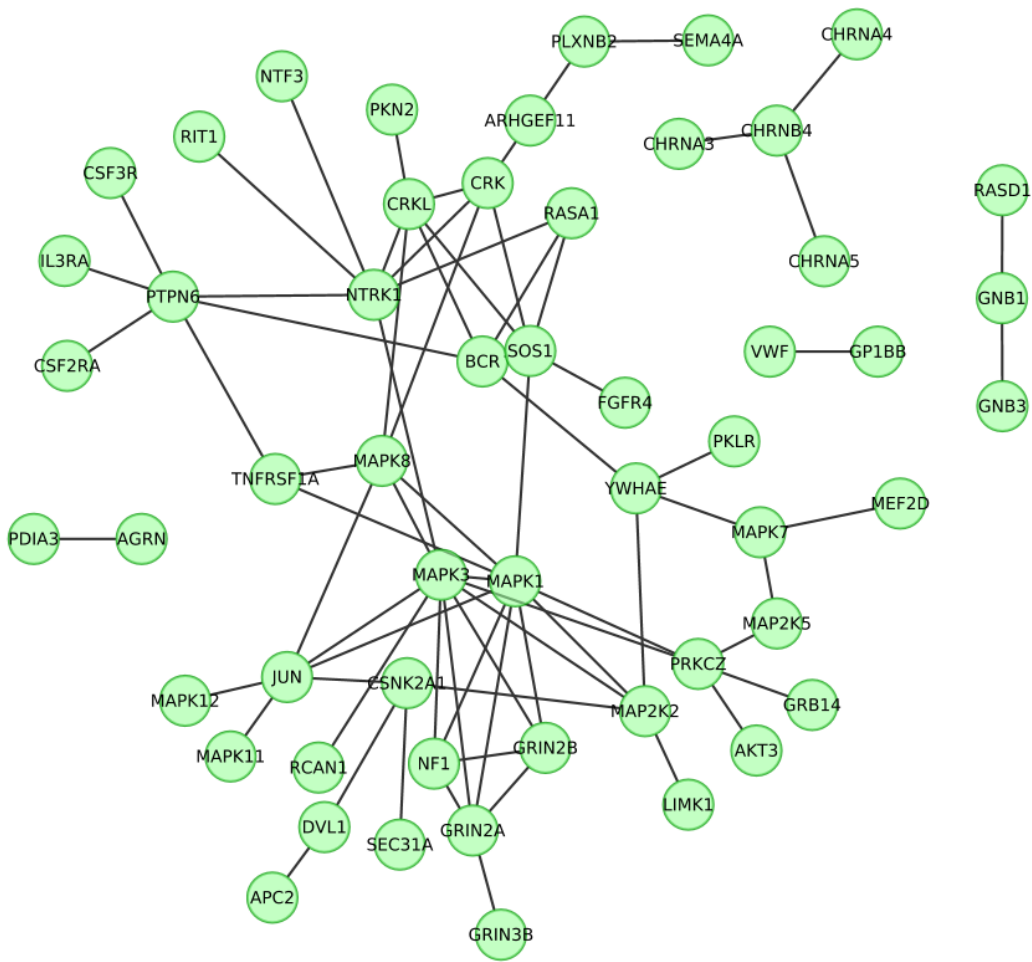 CHRNA4
PLXNB2
SEMA4A
NTF3
PKN2
ARHGEF11
CHRNB4
RIT1
CHRNA3
CSF3R
CRK
RASD1
CRKL
RASA1
IL3RA
CHRNA5
PTPN6
NTRK1
GNB1
SOS1
VWF
GP1BB
BCR
CSF2RA
FGFR4
GNB3
PKLR
MAPK8
TNFRSF1A
YWHAE
MEF2D
MAPK7
PDIA3
AGRN
MAPK3
MAPK1
MAP2K5
PRKCZ
JUN
CSNK2A1
MAPK12
GRB14
MAP2K2
GRIN2B
AKT3
MAPK11
NF1
RCAN1
LIMK1
DVL1
GRIN2A
SEC31A
APC2
GRIN3B